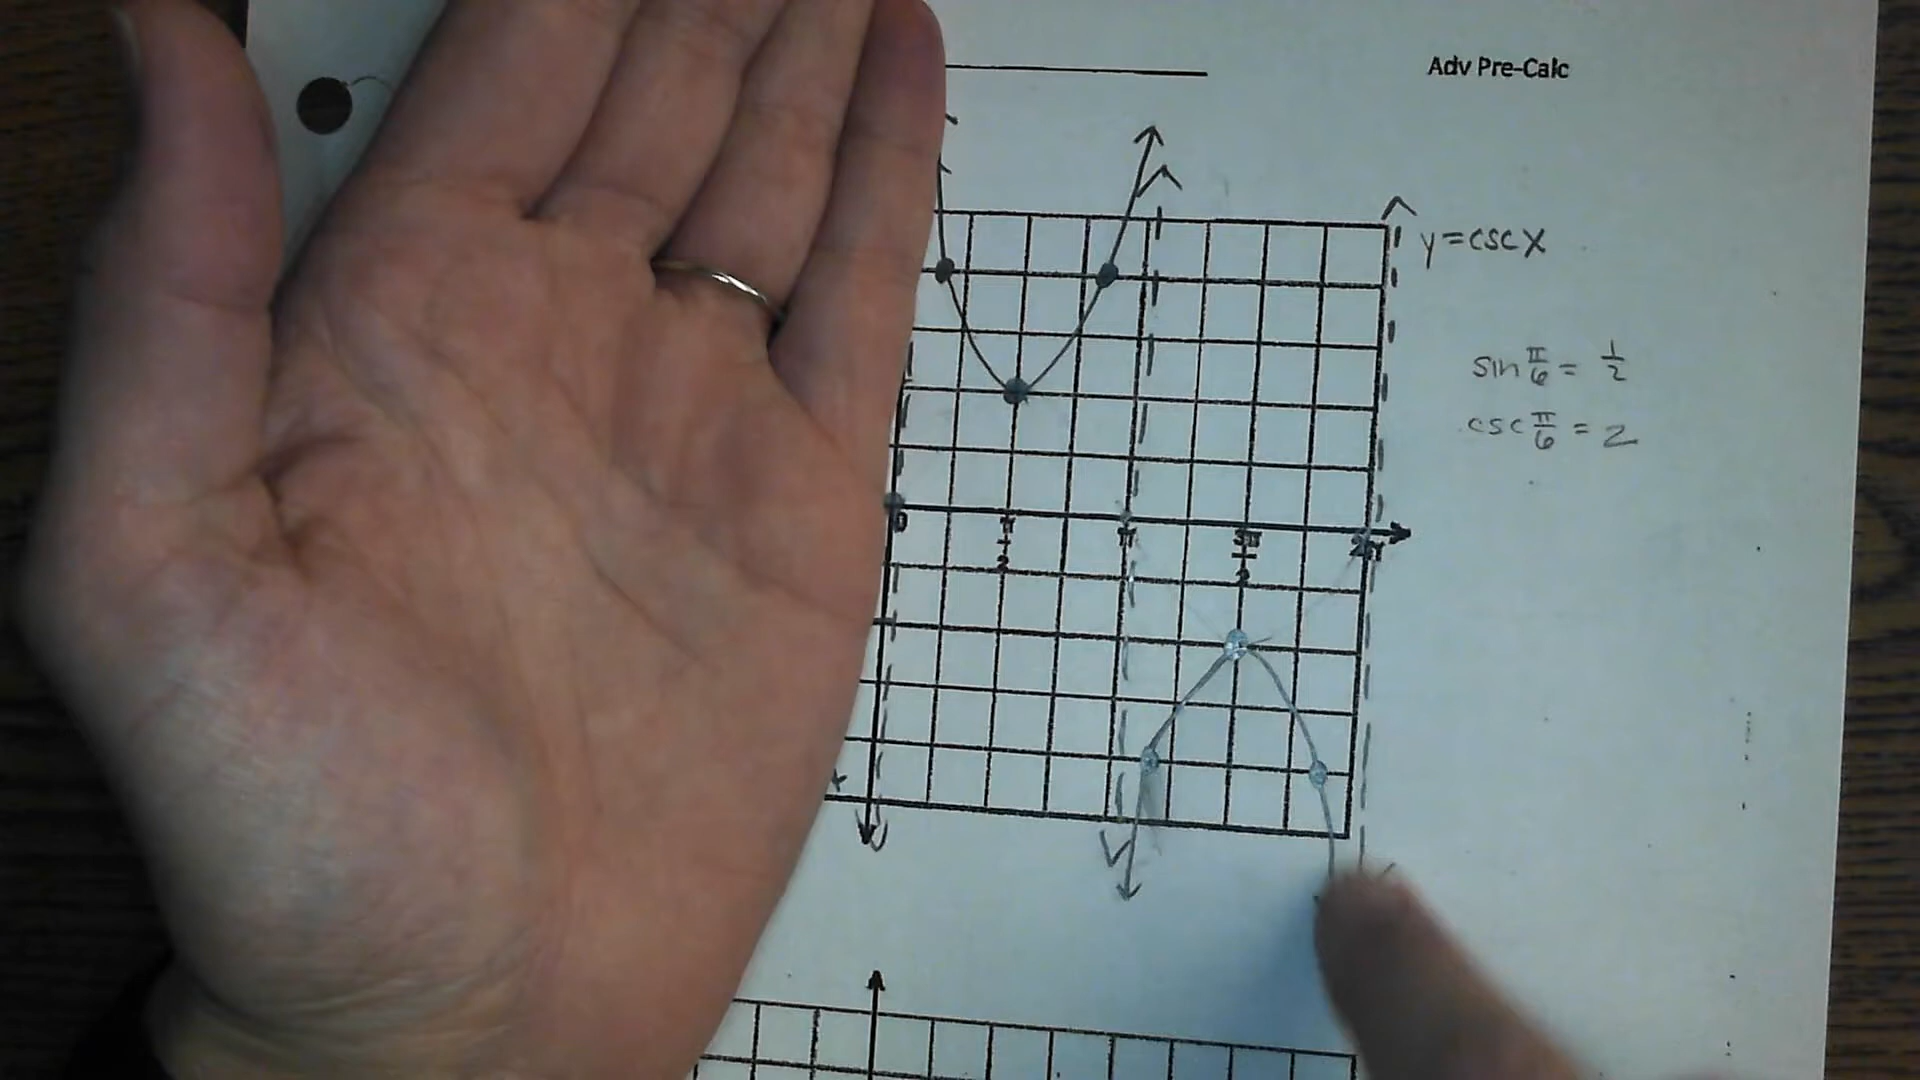 Adv Pre-Calc
y=cscx
sin π/6 = 1/2
csc π/6 = 2
0 π/2 π 3π/2 2π